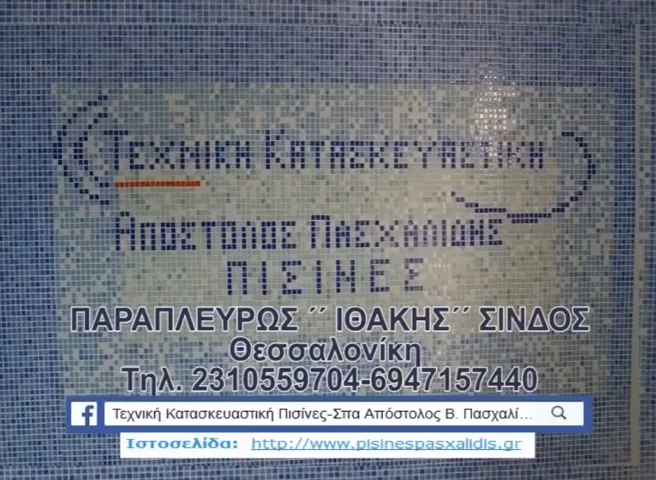 ΤΕΧΝΙΚΗ ΚΑΤΑΣΚΕΥΑΣΤΙΚΗ
ΑΠΟΣΤΟΛΟΣ ΠΑΣΧΑΛΙΔΗΣ
ΠΙΣΙΝΕΣ
ΠΑΡΑΠΛΕΥΡΩΣ ΄΄ ΙΘΑΚΗΣ΄΄ ΣΙΝΔΟΣ
Θεσσαλονίκη
Τηλ. 2310559704-6947157440
Τεχνική Κατασκευαστική Πισίνες-Σπα Απόστολος Β. Πασχαλί...
Ιστοσελίδα: http://www.pisinespasxalidis.gr